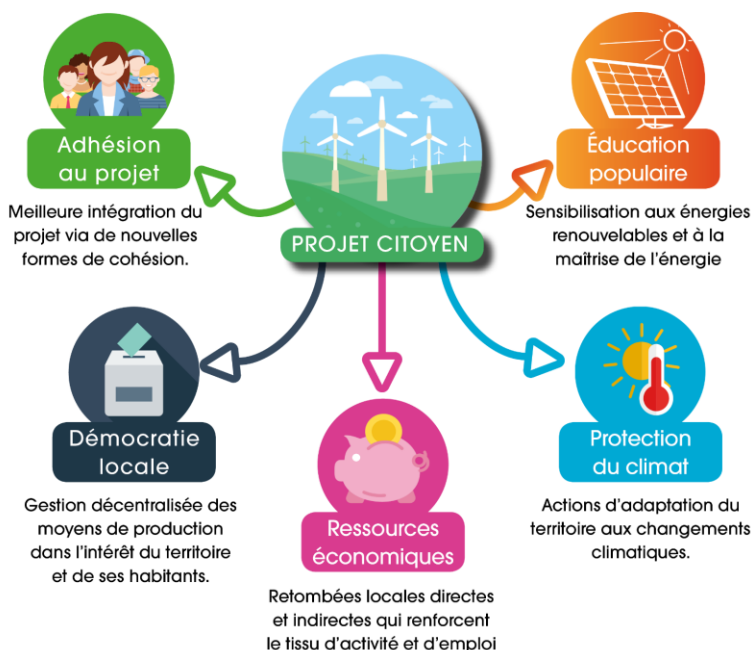 PROJET CITOYEN
Adhésion
au projet
Meilleure intégration du
projet via de nouvelles
formes de cohésion.
Éducation
populaire
Sensibilisation aux énergies
renouvelables et à la
maîtrise de l'énergie
Démocratie
locale
Gestion décentralisée des
moyens de production
dans l'intérêt du territoire
et de ses habitants.
Ressources
économiques
Retombées locales directes
et indirectes qui renforcent
le tissu d'activité et d'emploi
Protection
du climat
Actions d'adaptation du
territoire aux changements
climatiques.